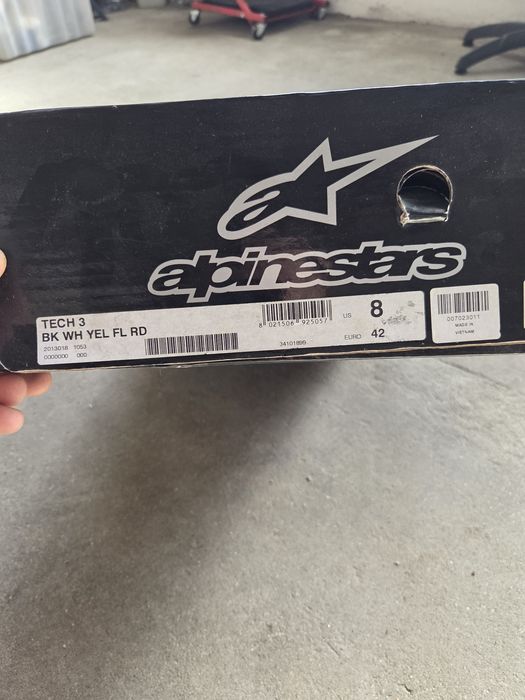 alpinestars
TECH 3
BK WH YEL FL RD
2013018 1053
0000000 000
8 021506 925057
34101899
US 8
EURO 42
007023011
MADE IN
VIETNAM